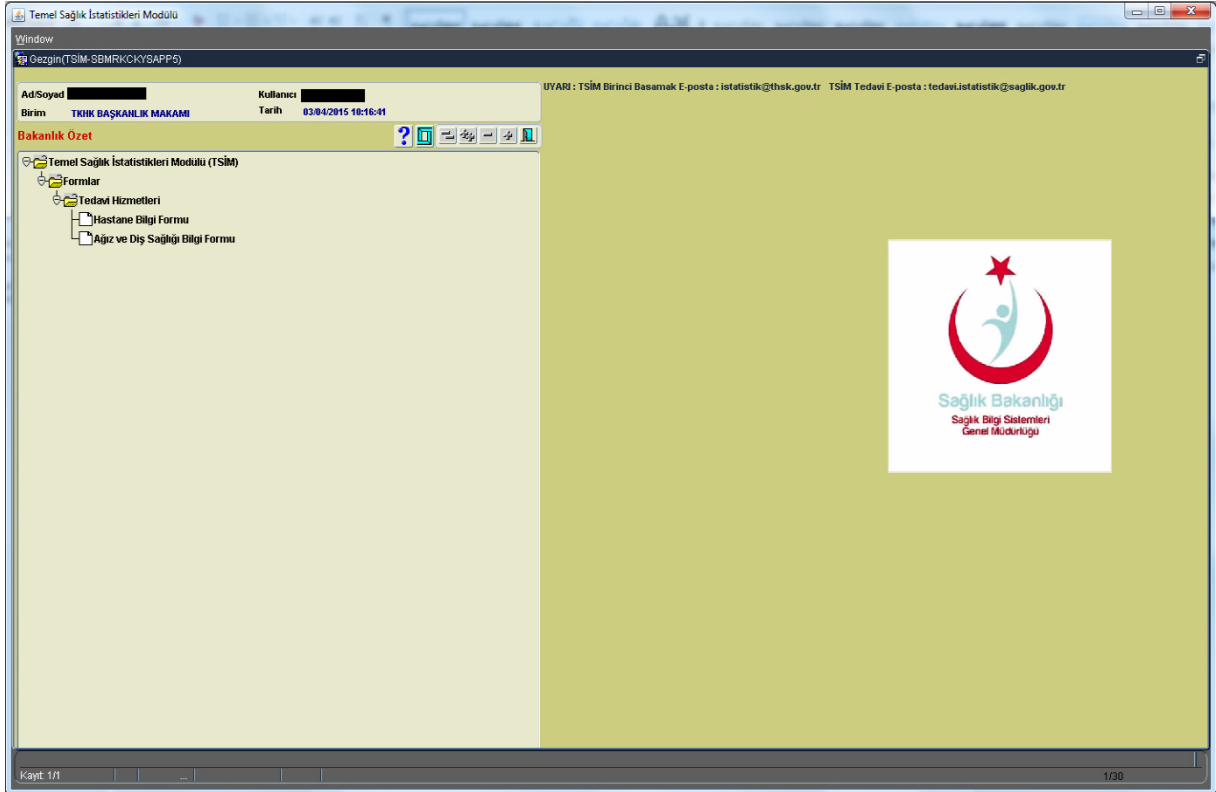 Temel Sağlık İstatistikleri Modülü
Window
Gezgin(TSİM-SBMRKCKYSAPP5)
UYARI : TSİM Birinci Basamak E-posta : istatistik@thsk.gov.tr TSİM Tedavi E-posta : tedavi.istatistik@saglik.gov.tr
Ad/Soyad Kullanıcı
Birim TKHK BAŞKANLIK MAKAMI Tarih 03/04/2015 10:16:41
Bakanlık Özet
Temel Sağlık İstatistikleri Modülü (TSİM)
Formlar
Tedavi Hizmetleri
Hastane Bilgi Formu
Ağız ve Diş Sağlığı Bilgi Formu
Sağlık Bakanlığı
Sağlık Bilgi Sistemleri
Genel Müdürlüğü
Kayıt: 1/1 ... 1/30